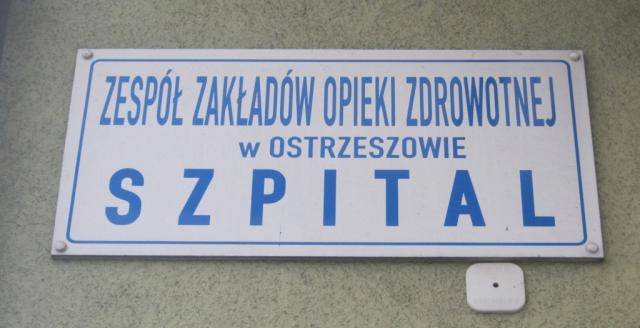 ZESPÓŁ ZAKŁADÓW OPIEKI ZDROWOTNEJ
w OSTRZESZOWIE
SZPITAL